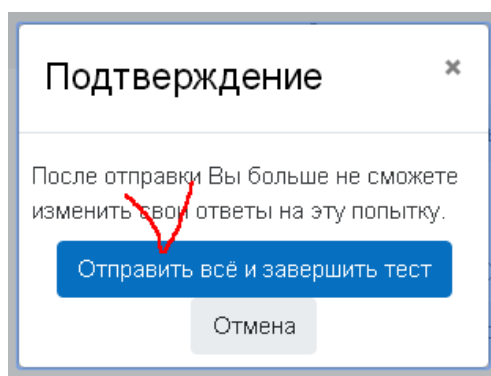 Подтверждение ×
После отправки Вы больше не сможете
изменить свои ответы на эту попытку.
Отправить всё и завершить тест
Отмена